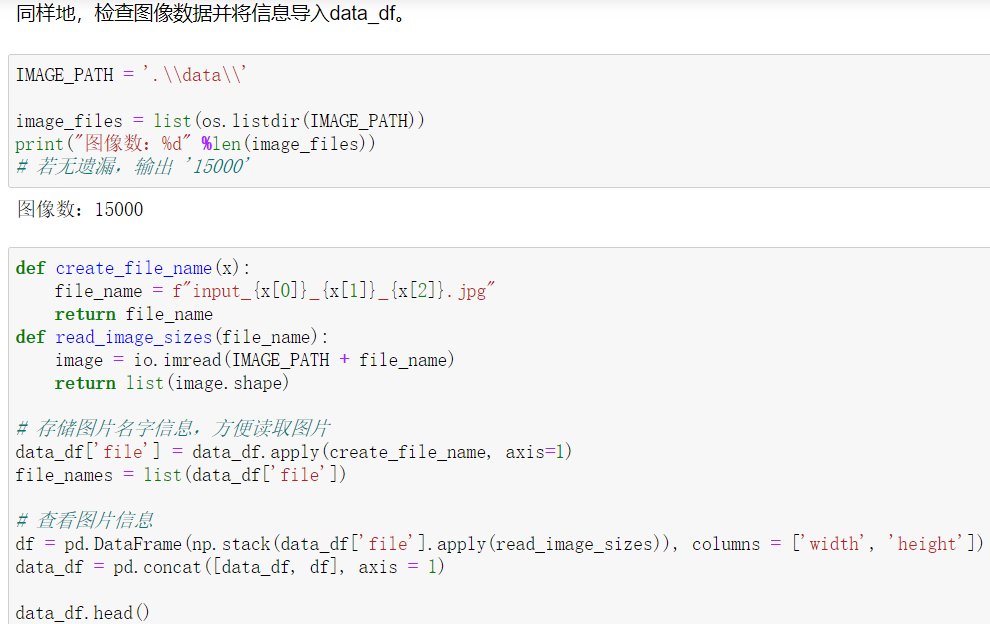 同样地，检查图像数据并将信息导入data_df。
IMAGE_PATH = '.\\data\\'
image_files = list(os.listdir(IMAGE_PATH))
print("图像数：%d" %len(image_files))
# 若无遗漏，输出 '15000'
图像数：15000
def create_file_name(x):
    file_name = f"input_{x[0]}_{x[1]}_{x[2]}.jpg"
    return file_name
def read_image_sizes(file_name):
    image = io.imread(IMAGE_PATH + file_name)
    return list(image.shape)
# 存储图片名字信息，方便读取图片
data_df['file'] = data_df.apply(create_file_name, axis=1)
file_names = list(data_df['file'])
# 查看图片信息
df = pd.DataFrame(np.stack(data_df['file'].apply(read_image_sizes)), columns = ['width', 'height'])
data_df = pd.concat([data_df, df], axis = 1)
data_df.head()